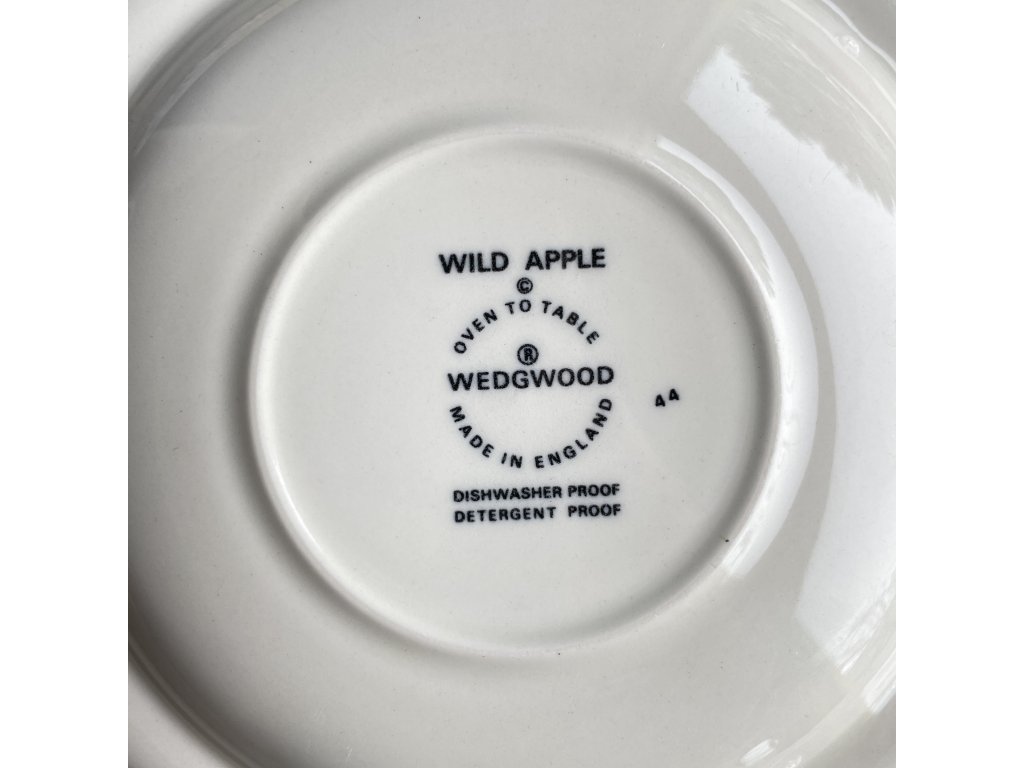 WILD APPLE
©
OVEN TO TABLE
®
WEDGWOOD
MADE IN ENGLAND
44
DISHWASHER PROOF
DETERGENT PROOF